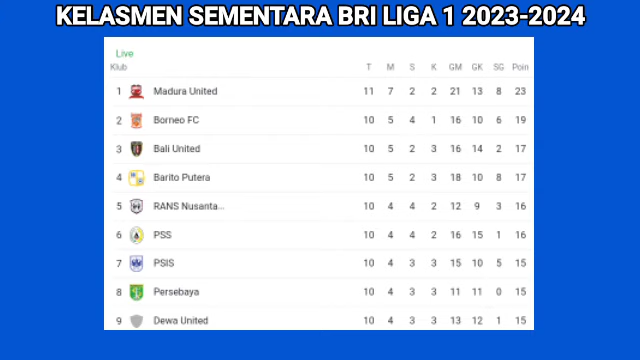 KELASMEN SEMENTARA BRI LIGA 1 2023-2024
Live
Klub T M S K GM GK SG Poin
1 Madura United 11 7 2 2 21 13 8 23
2 Borneo FC 10 5 4 1 16 10 6 19
3 Bali United 10 5 2 3 16 14 2 17
4 Barito Putera 10 5 2 3 18 10 8 17
5 RANS Nusanta... 10 4 4 2 12 9 3 16
6 PSS 10 4 4 2 16 15 1 16
7 PSIS 10 4 3 3 15 10 5 15
8 Persebaya 10 4 3 3 11 11 0 15
9 Dewa United 10 4 3 3 13 12 1 15